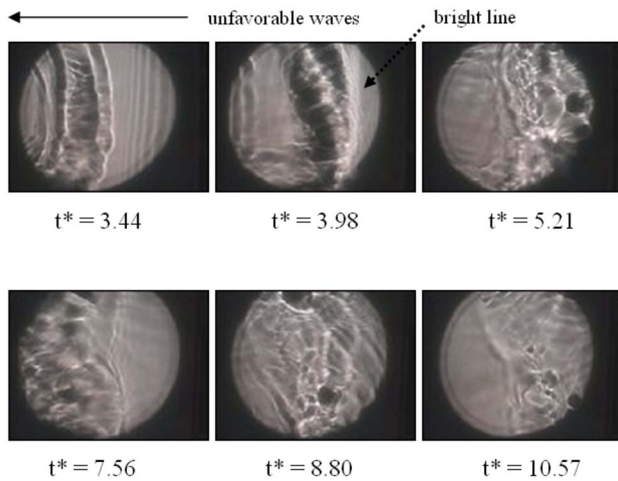 unfavorable waves
bright line
t* = 3.44
t* = 3.98
t* = 5.21
t* = 7.56
t* = 8.80
t* = 10.57